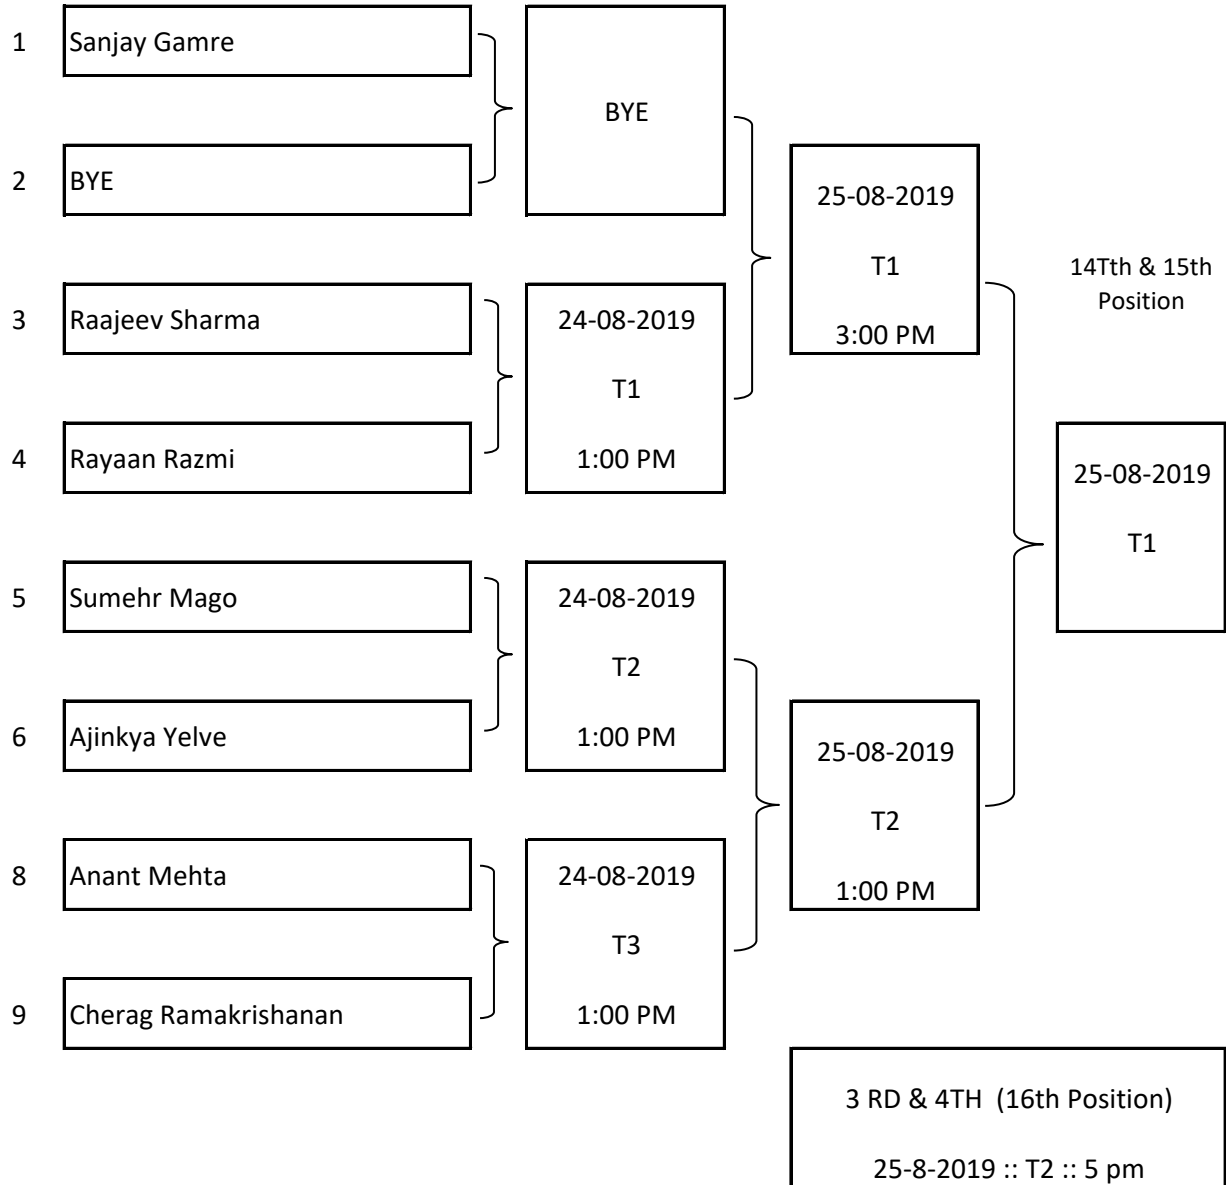 1
Sanjay Gamre
BYE
2
BYE
25-08-2019
T1
3:00 PM
14Tth & 15th
Position
3
Raajeev Sharma
24-08-2019
T1
1:00 PM
4
Rayaan Razmi
25-08-2019
T1
5
Sumehr Mago
24-08-2019
T2
1:00 PM
6
Ajinkya Yelve
25-08-2019
T2
1:00 PM
8
Anant Mehta
24-08-2019
T3
1:00 PM
9
Cherag Ramakrishanan
3 RD & 4TH (16th Position)
25-8-2019 :: T2 :: 5 pm